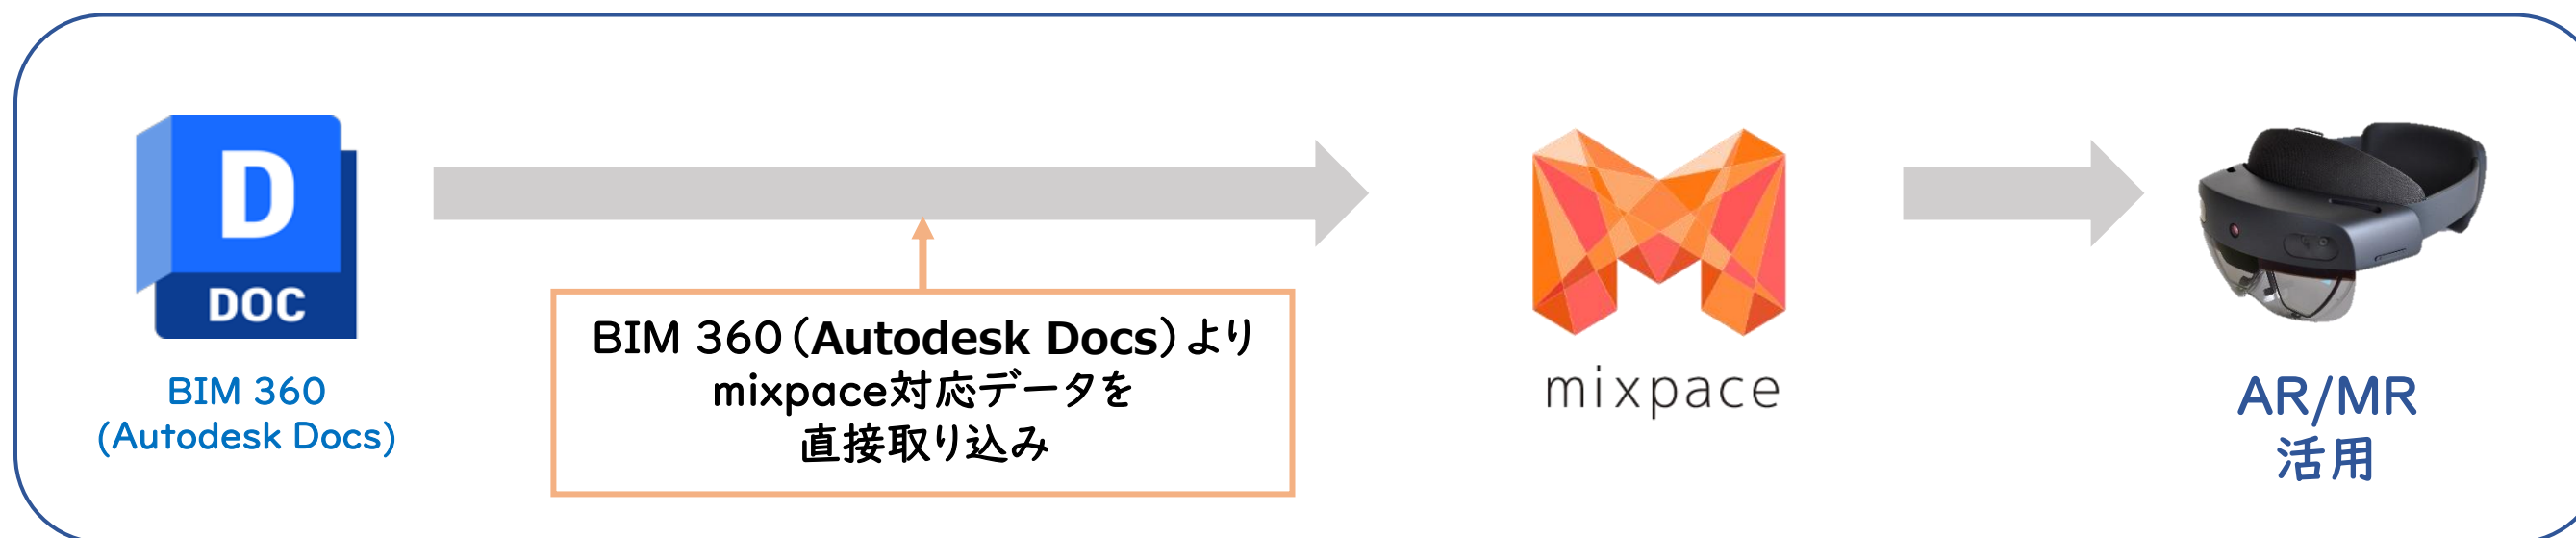 D
DOC
BIM 360
(Autodesk Docs)
BIM 360（Autodesk Docs）より
mixpace対応データを
直接取り込み
mixpace
AR/MR
活用